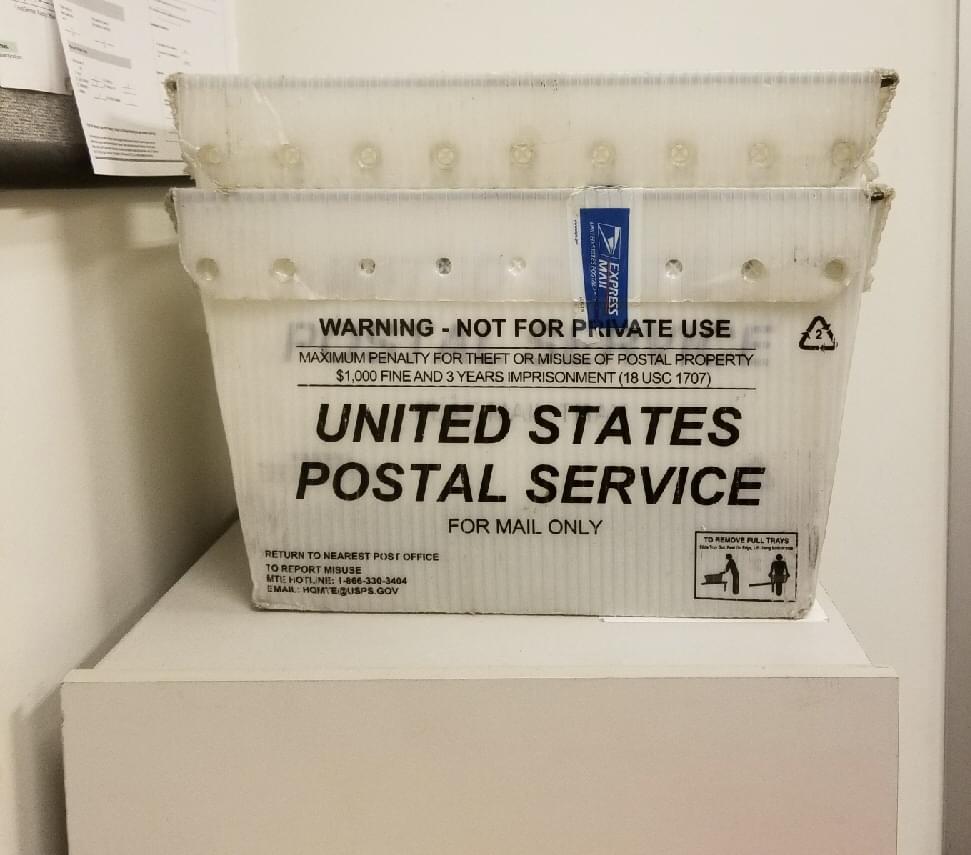 EXPRESS
MAIL
WARNING - NOT FOR PRIVATE USE
2
MAXIMUM PENALTY FOR THEFT OR MISUSE OF POSTAL PROPERTY
$1,000 FINE AND 3 YEARS IMPRISONMENT (18 USC 1707)
UNITED STATES
POSTAL SERVICE
FOR MAIL ONLY
RETURN TO NEAREST POST OFFICE
TO REPORT MISUSE
MTE HOTLINE: 1-866-330-3404
EMAIL: HQMTE@USPS.GOV
TO REMOVE FULL TRAYS